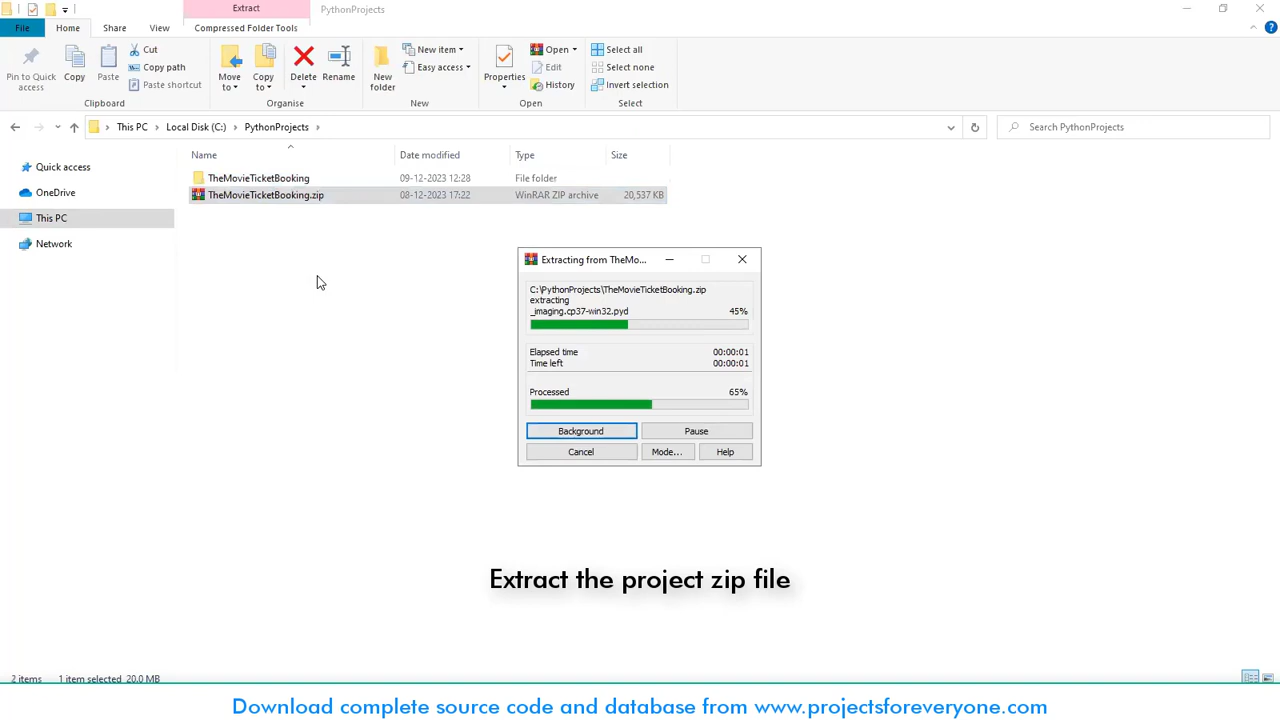 Extract
PythonProjects
File
Home
Share
View
Compressed Folder Tools
Pin to Quick
access
Copy
Paste
Cut
Copy path
Paste shortcut
Clipboard
Move
to
Copy
to
Delete
Rename
Organise
New
folder
New item
Easy access
New
Properties
Open
Edit
History
Open
Select all
Select none
Invert selection
Select
This PC
Local Disk (C:)
PythonProjects
Search PythonProjects
Quick access
OneDrive
This PC
Network
Name Date modified Type Size
TheMovieTicketBooking 09-12-2023 12:28 File folder
TheMovieTicketBooking.zip 08-12-2023 17:22 WinRAR ZIP archive 20,537 KB
Extracting from TheMo...
C:\PythonProjects\TheMovieTicketBooking.zip
extracting
_imaging.cp37-win32.pyd 45%
Elapsed time 00:00:01
Time left 00:00:01
Processed 65%
Background Pause
Cancel Mode... Help
Extract the project zip file
2 items 1 item selected 20.0 MB
Download complete source code and database from www.projectsforeveryone.com